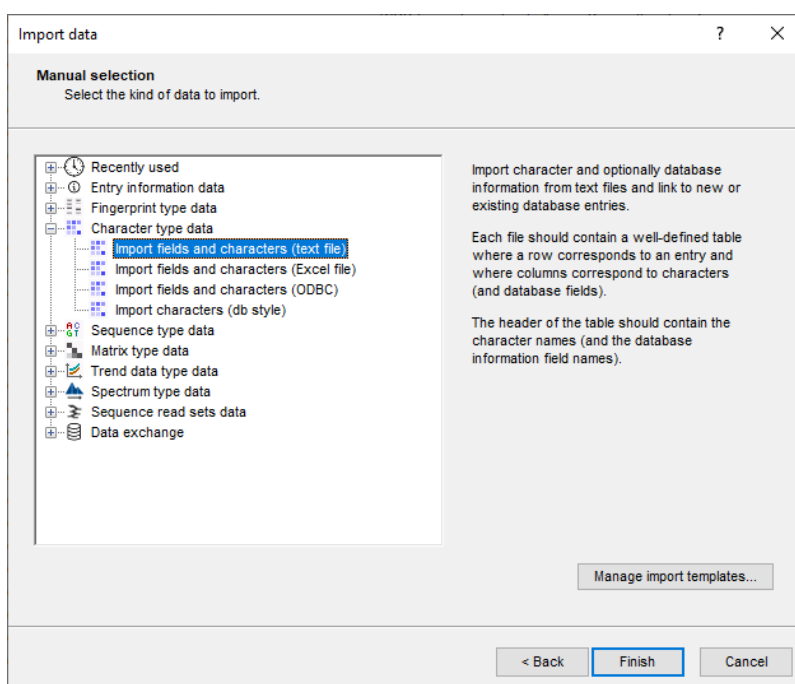 Import data
?
Manual selection
Select the kind of data to import.
Recently used
Entry information data
Fingerprint type data
Character type data
Import fields and characters (text file)
Import fields and characters (Excel file)
Import fields and characters (ODBC)
Import characters (db style)
Sequence type data
Matrix type data
Trend data type data
Spectrum type data
Sequence read sets data
Data exchange
Import character and optionally database
information from text files and link to new or
existing database entries.
Each file should contain a well-defined table
where a row corresponds to an entry and
where columns correspond to characters
(and database fields).
The header of the table should contain the
character names (and the database
information field names).
Manage import templates...
< Back
Finish
Cancel